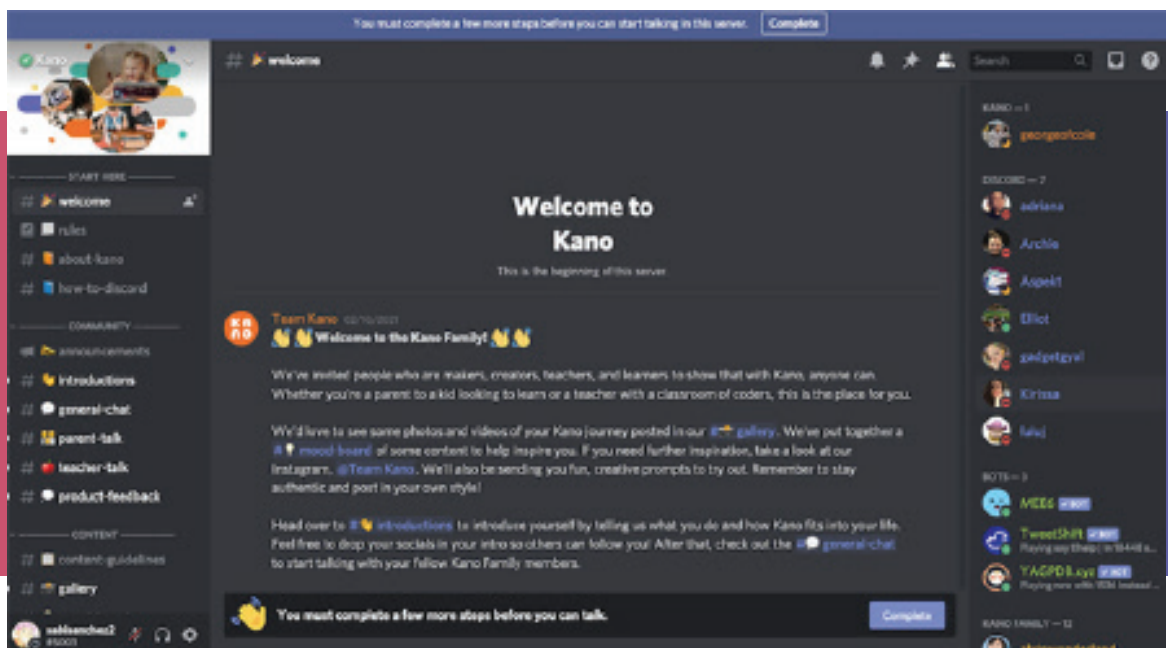 You must complete a few more steps before you can start talking in this server.
Complete
Kano
# welcome
Search
START HERE
# welcome
rules
# about-kano
# how-to-discord
COMMUNITY
announcements
# introductions
# general-chat
# parent-talk
# teacher-talk
# product-feedback
CONTENT
# content-guidelines
# gallery
Welcome to
Kano
This is the beginning of this server.
KA
NO
Team Kano 02/10/2021
Welcome to the Kano Family!
We've invited people who are makers, creators, teachers, and learners to show that with Kano, anyone can.
Whether you're a parent to a kid looking to learn or a teacher with a classroom of coders, this is the place for you.
We'd love to see some photos and videos of your Kano journey posted in our # gallery. We've put together a
# mood-board of some content to help inspire you. If you need further inspiration, take a look at our
Instagram, @Team Kano. We'll also be sending you fun, creative prompts to try out. Remember to stay
authentic and post in your own style!
Head over to # introductions to introduce yourself by telling us what you do and how Kano fits into your life.
Feel free to drop your socials in your intro so others can follow you! After that, check out the # general-chat
to start talking with your fellow Kano Family members.
You must complete a few more steps before you can talk.
Complete
KANO — 1
georgeofcole
DISCORD — 7
adriana
Archie
Aspekt
Elliot
gadgetgyal
Kirissa
BOTS — 3
MEE6 BOT
TweetShift BOT
YAGPDB.xyz BOT
KANO FAMILY — 12